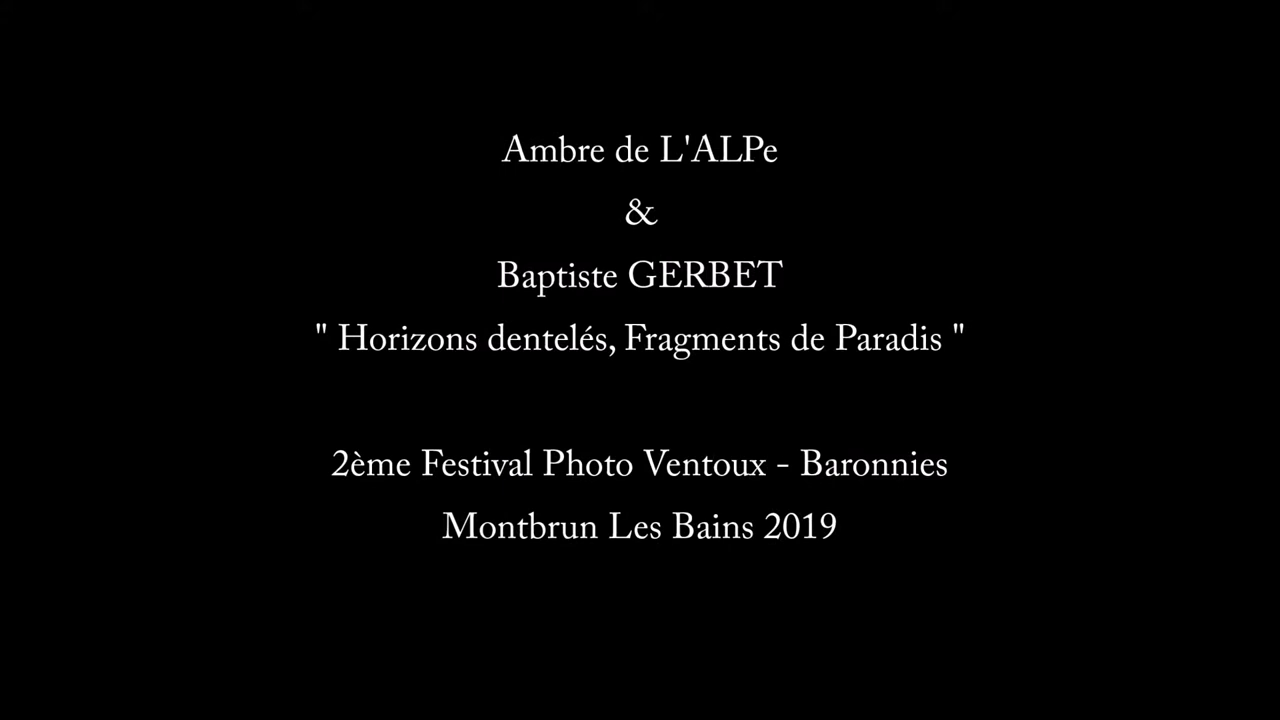 Ambre de L'ALPe
&
Baptiste GERBET
" Horizons dentelés, Fragments de Paradis "
2ème Festival Photo Ventoux - Baronnies
Montbrun Les Bains 2019